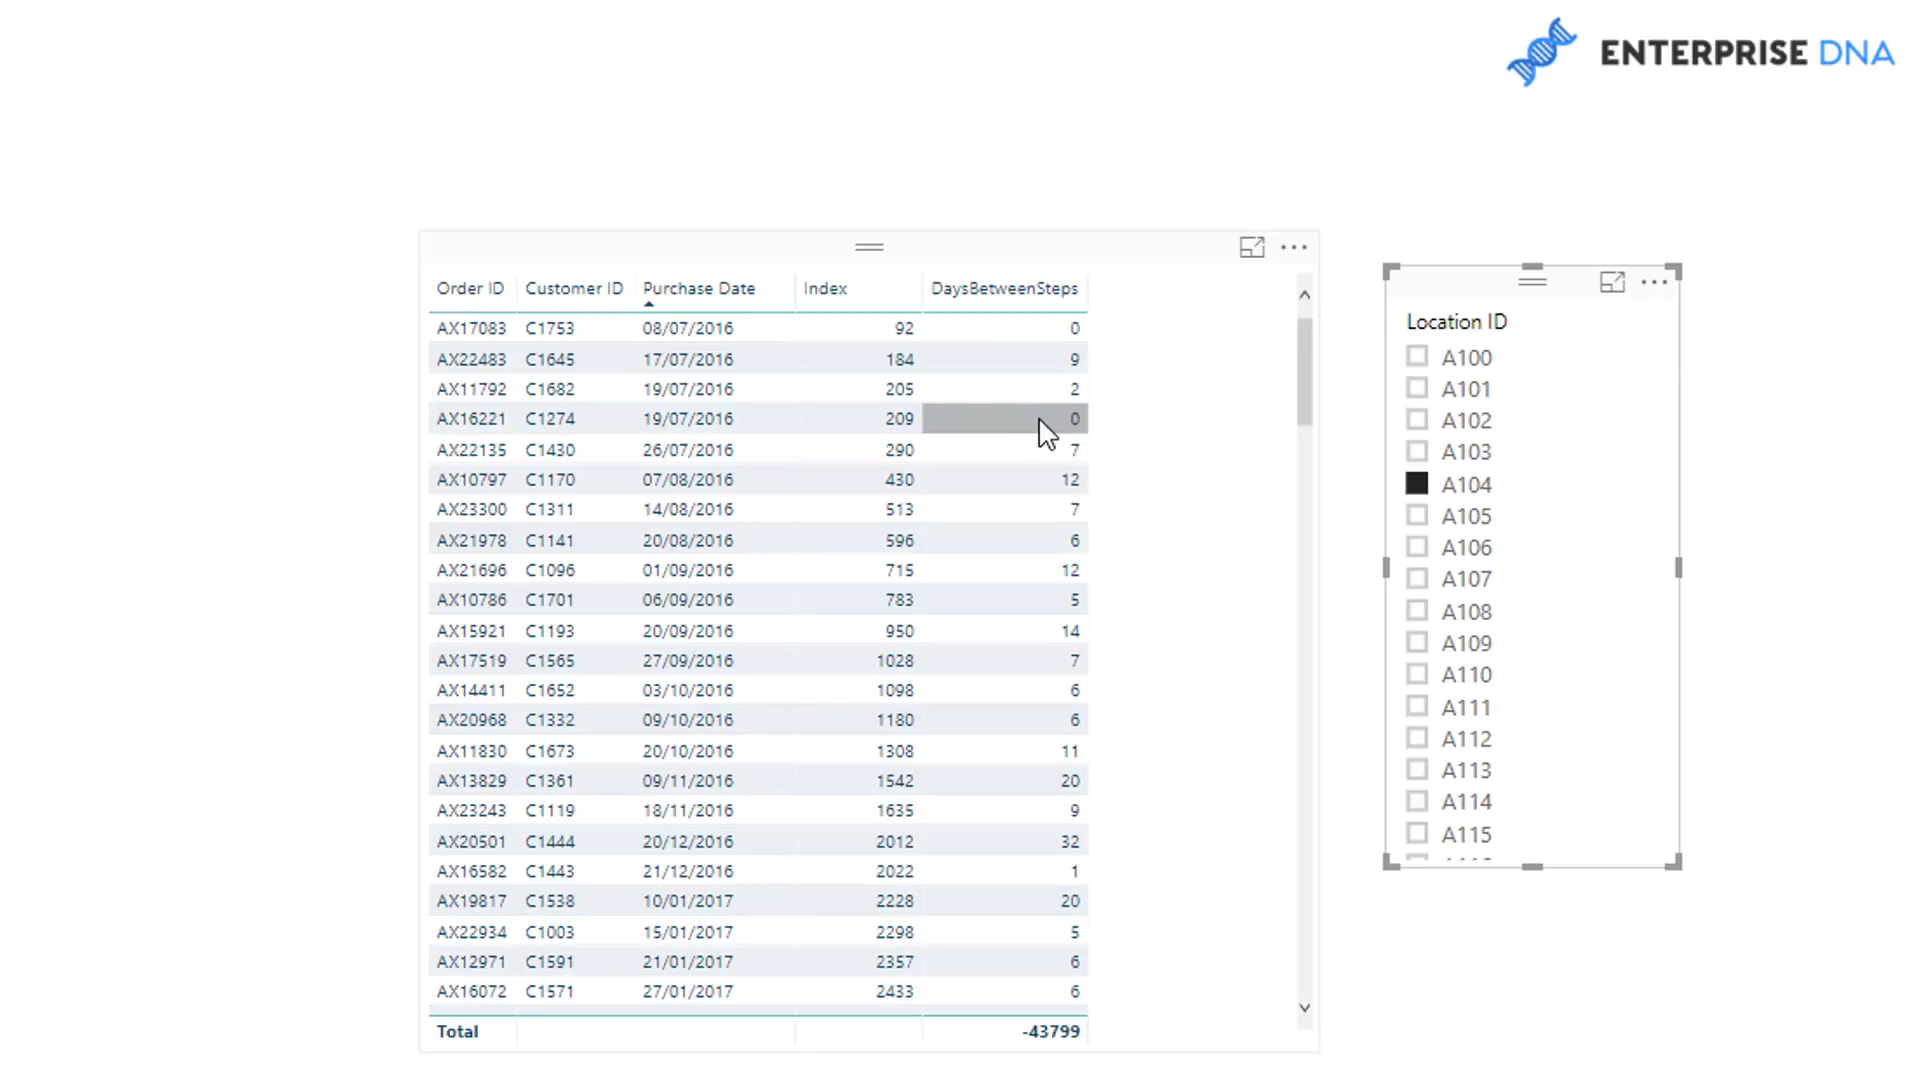 ENTERPRISE DNA
Order ID Customer ID Purchase Date Index DaysBetweenSteps
AX17083 C1753 08/07/2016 92 0
AX22483 C1645 17/07/2016 184 9
AX11792 C1682 19/07/2016 205 2
AX16221 C1274 19/07/2016 209 0
AX22135 C1430 26/07/2016 290 7
AX10797 C1170 07/08/2016 430 12
AX23300 C1311 14/08/2016 513 7
AX21978 C1141 20/08/2016 596 6
AX21696 C1096 01/09/2016 715 12
AX10786 C1701 06/09/2016 783 5
AX15921 C1193 20/09/2016 950 14
AX17519 C1565 27/09/2016 1028 7
AX14411 C1652 03/10/2016 1098 6
AX20968 C1332 09/10/2016 1180 6
AX11830 C1673 20/10/2016 1308 11
AX13829 C1361 09/11/2016 1542 20
AX23243 C1119 18/11/2016 1635 9
AX20501 C1444 20/12/2016 2012 32
AX16582 C1443 21/12/2016 2022 1
AX19817 C1538 10/01/2017 2228 20
AX22934 C1003 15/01/2017 2298 5
AX12971 C1591 21/01/2017 2357 6
AX16072 C1571 27/01/2017 2433 6
Total -43799
Location ID
A100
A101
A102
A103
A104
A105
A106
A107
A108
A109
A110
A111
A112
A113
A114
A115